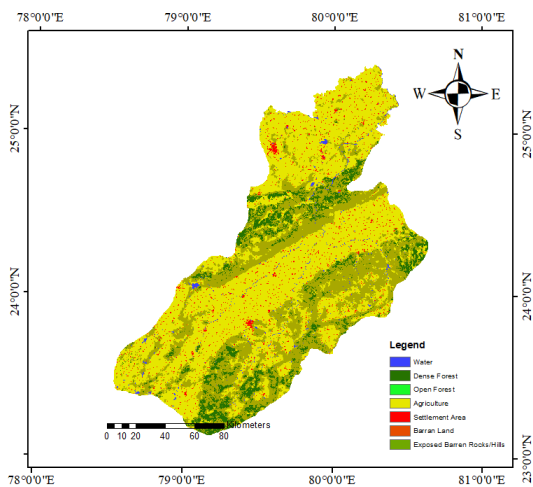 78°0'0"E 79°0'0"E 80°0'0"E 81°0'0"E
N
W E
S
25°0'0"N 25°0'0"N
24°0'0"N 24°0'0"N
23°0'0"N
Legend
Water
Dense Forest
Open Forest
Agriculture
Settlement Area
Barran Land
Exposed Barren Rocks/Hills
Kilometers
0 10 20 40 60 80
78°0'0"E 79°0'0"E 80°0'0"E 81°0'0"E